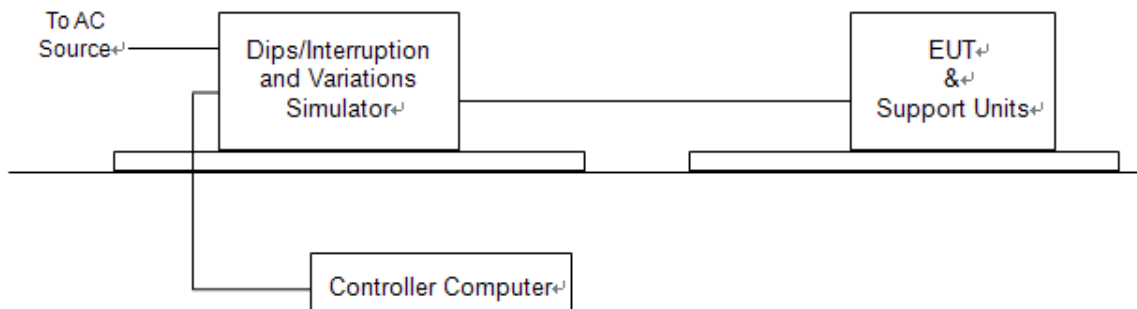 To AC
Source↵
Dips/Interruption
and Variations
Simulator↵
EUT↵
&↵
Support Units↵
Controller Computer↵